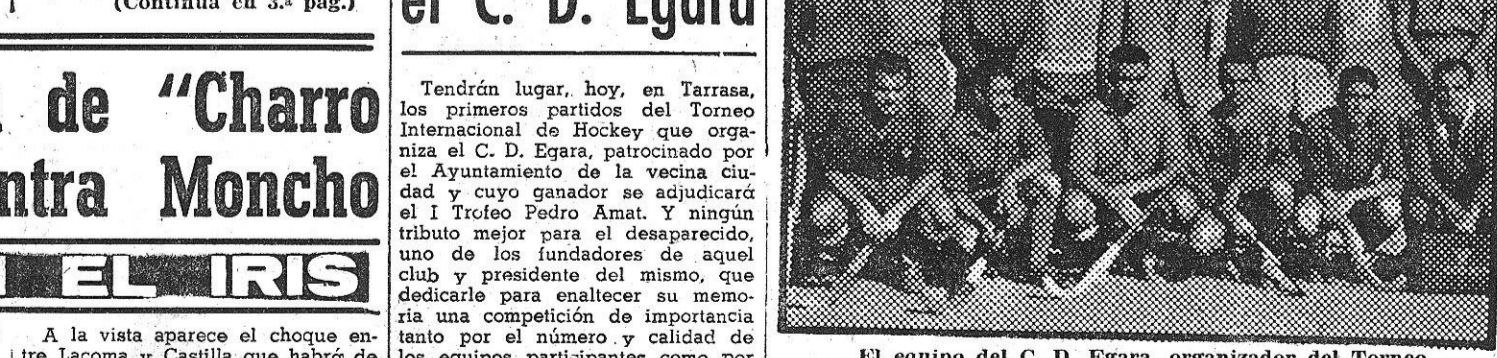 (Continúa en 3.ª pág.)
de "Charro
ntra Moncho
EL IRIS
A la vista aparece el choque en-
tre Lacoma y Castilla que habrá de
el C. D. Egara
Tendrán lugar, hoy, en Tarrasa,
los primeros partidos del Torneo
Internacional de Hockey que orga-
niza el C. D. Egara, patrocinado por
el Ayuntamiento de la vecina ciu-
dad y cuyo ganador se adjudicará
el I Trofeo Pedro Amat. Y ningún
tributo mejor para el desaparecido,
uno de los fundadores de aquel
club y presidente del mismo, que
dedicarle para enaltecer su memo-
ria una competición de importancia
tanto por el número y calidad de
los equipos participantes como por
El equipo del C. D. Egara, organizador del Torneo